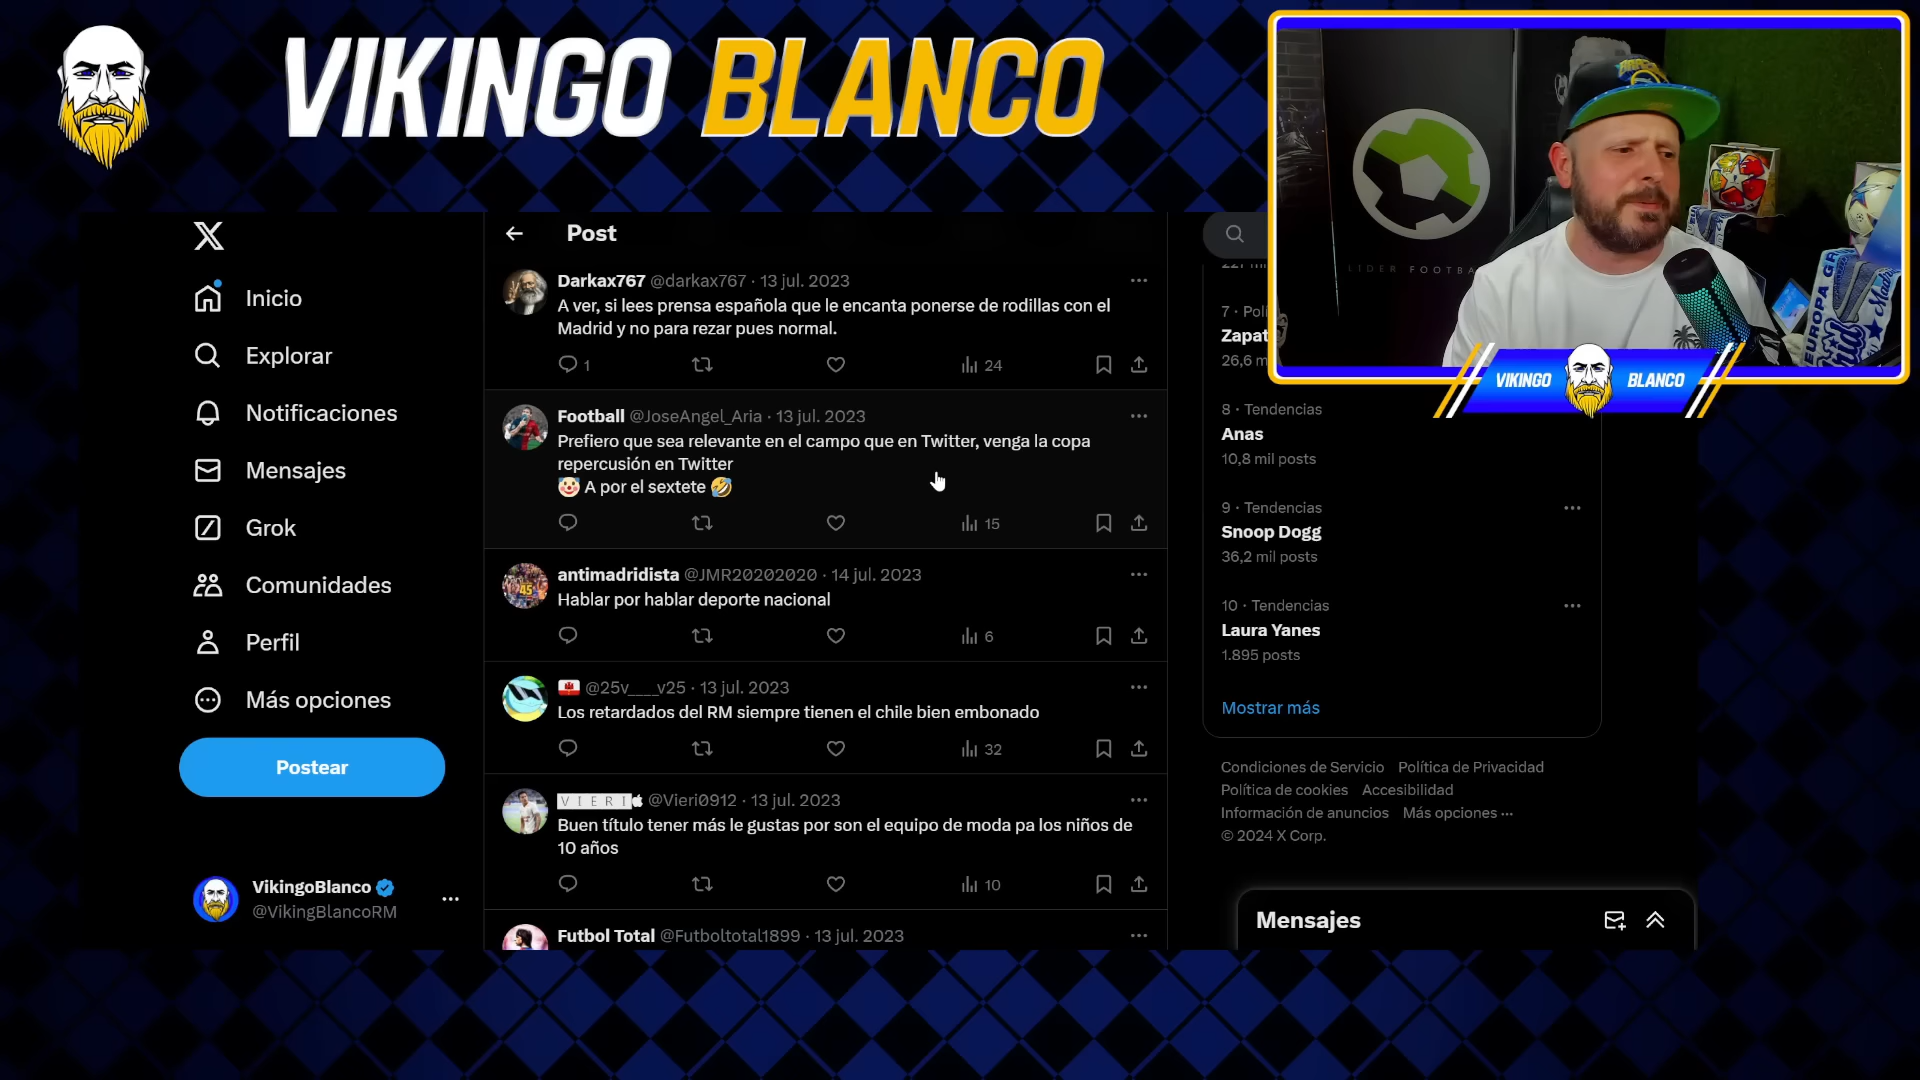 VIKINGO BLANCO
LIDER FOOTBA
EUROPA GR
VIKINGO BLANCO
Post
Inicio
Explorar
Notificaciones
Mensajes
Grok
Comunidades
Perfil
Más opciones
Postear
VikingoBlanco
@VikingBlancoRM
Darkax767 @darkax767 · 13 jul. 2023
A ver, si lees prensa española que le encanta ponerse de rodillas con el
Madrid y no para rezar pues normal.
1 24
Football @JoseAngel_Aria · 13 jul. 2023
Prefiero que sea relevante en el campo que en Twitter, venga la copa
repercusión en Twitter
🤡 A por el sextete 🤣
15
antimadridista @JMR20202020 · 14 jul. 2023
Hablar por hablar deporte nacional
6
🇬🇮 @25v____v25 · 13 jul. 2023
Los retardados del RM siempre tienen el chile bien embonado
32
V I E R I @Vieri0912 · 13 jul. 2023
Buen título tener más le gustas por son el equipo de moda pa los niños de
10 años
10
Futbol Total @Futboltotal1899 · 13 jul. 2023
7 · Polí
Zapat
26,6 m
8 · Tendencias
Anas
10,8 mil posts
9 · Tendencias
Snoop Dogg
36,2 mil posts
10 · Tendencias
Laura Yanes
1.895 posts
Mostrar más
Condiciones de Servicio Política de Privacidad
Política de cookies Accesibilidad
Información de anuncios Más opciones ···
© 2024 X Corp.
Mensajes